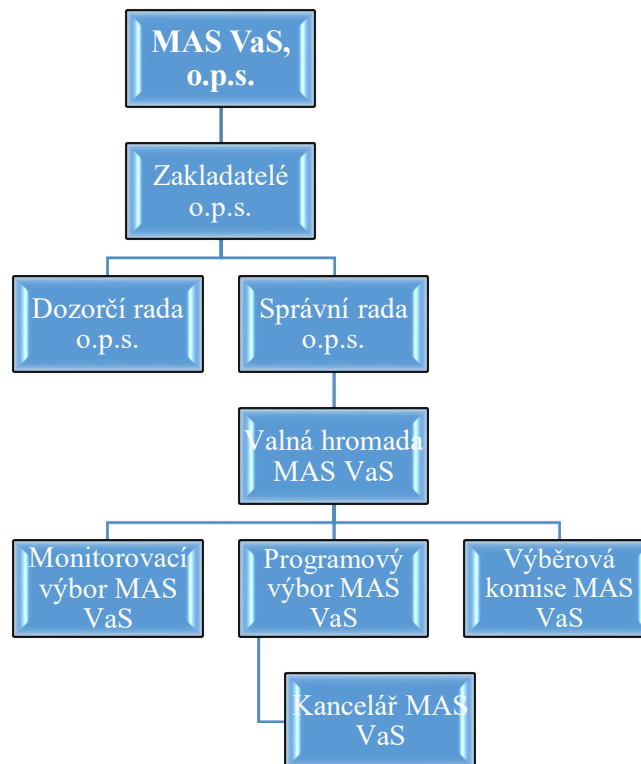 MAS VaS,
o.p.s.
Zakladatelé
o.p.s.
Dozorčí rada
o.p.s.
Správní rada
o.p.s.
Valná hromada
MAS VaS
Monitorovací
výbor MAS
VaS
Programový
výbor MAS
VaS
Výběrová
komise MAS
VaS
Kancelář MAS
VaS